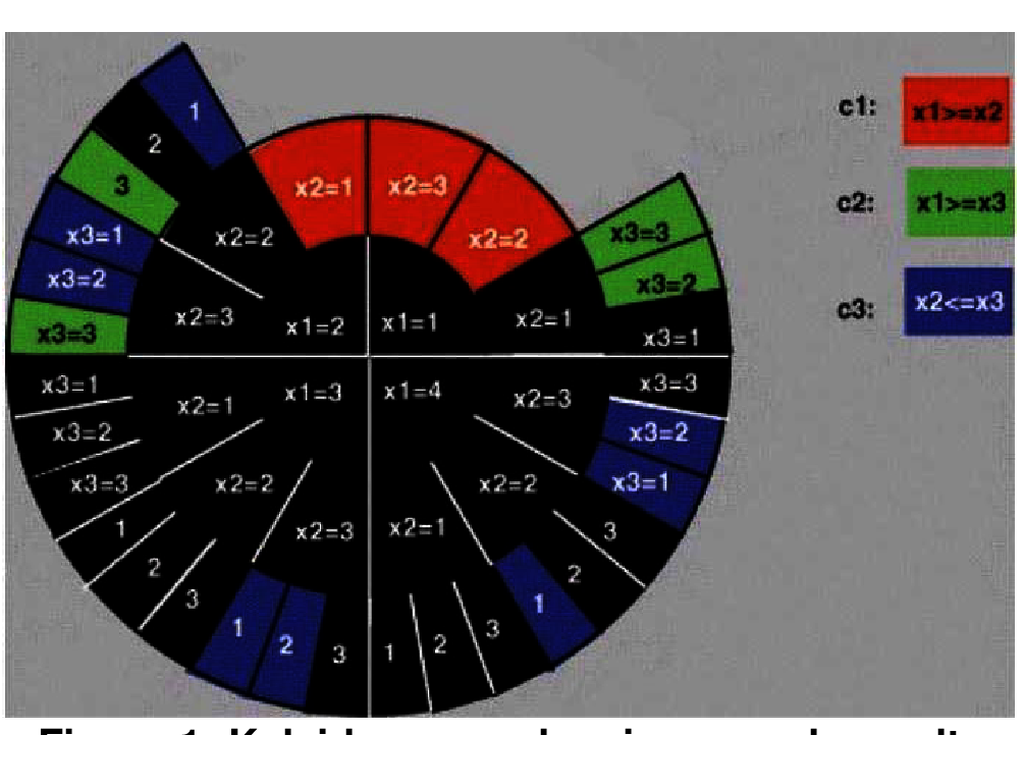 c1: x1>=x2
c2: x1>=x3
c3: x2<=x3
1
2
3
x3=1
x3=2
x3=3
x2=2
x2=3
x1=2
x2=1
x2=3
x2=2
x1=1
x2=1
x3=3
x3=2
x3=1
x1=3
x2=1
x3=1
x3=2
x3=3
x2=2
1
2
3
x2=3
1
2
3
x1=4
x2=3
x3=3
x3=2
x3=1
x2=2
3
2
1
x2=1
1
2
3